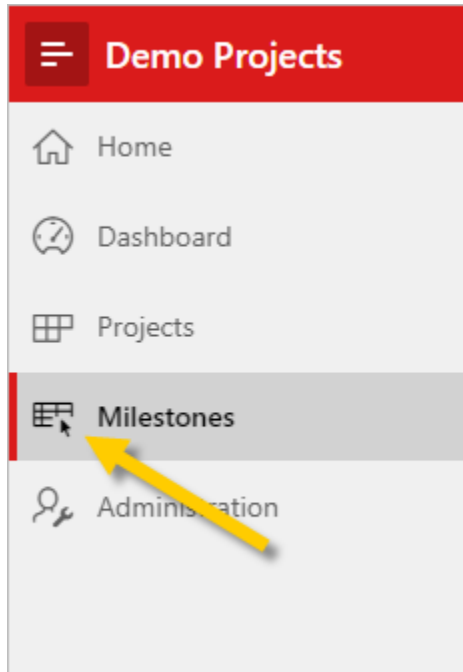 Demo Projects
Home
Dashboard
Projects
Milestones
Administration